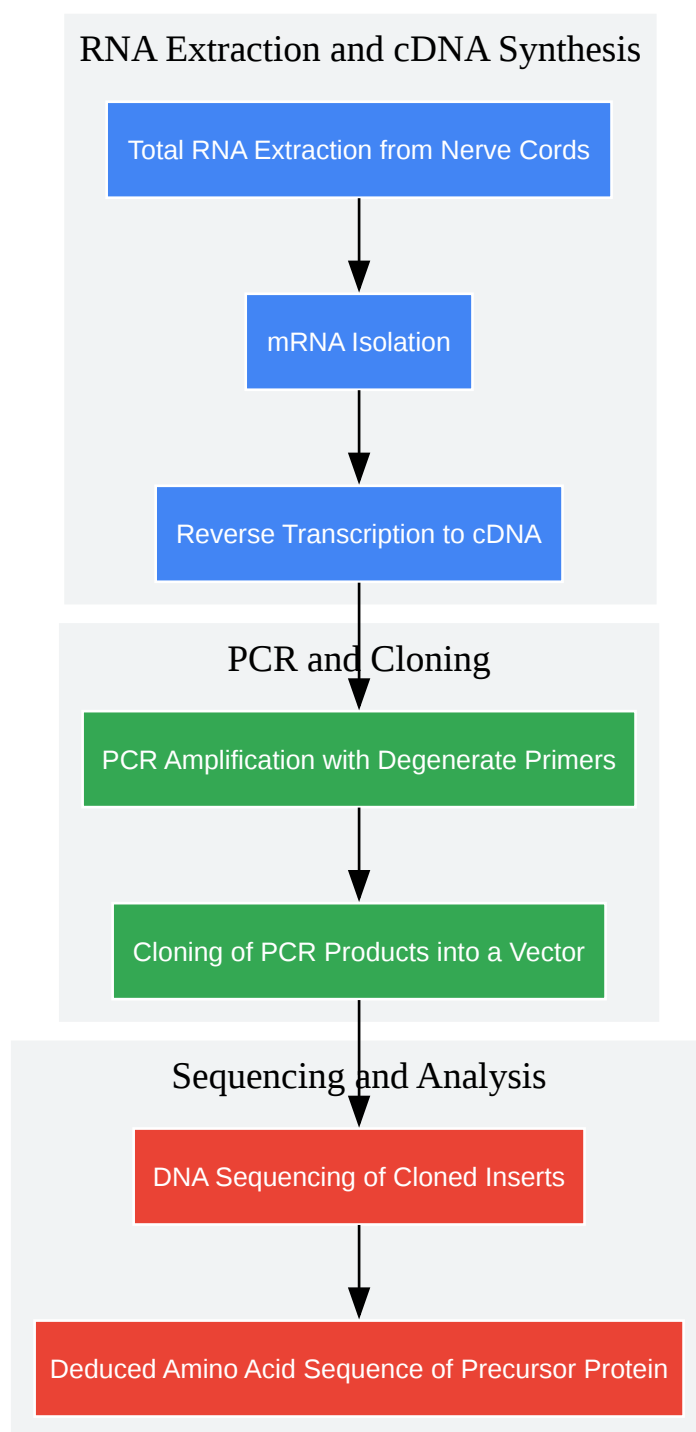 RNA Extraction and cDNA Synthesis
Total RNA Extraction from Nerve Cords
mRNA Isolation
Reverse Transcription to cDNA
PCR and Cloning
PCR Amplification with Degenerate Primers
Cloning of PCR Products into a Vector
Sequencing and Analysis
DNA Sequencing of Cloned Inserts
Deduced Amino Acid Sequence of Precursor Protein